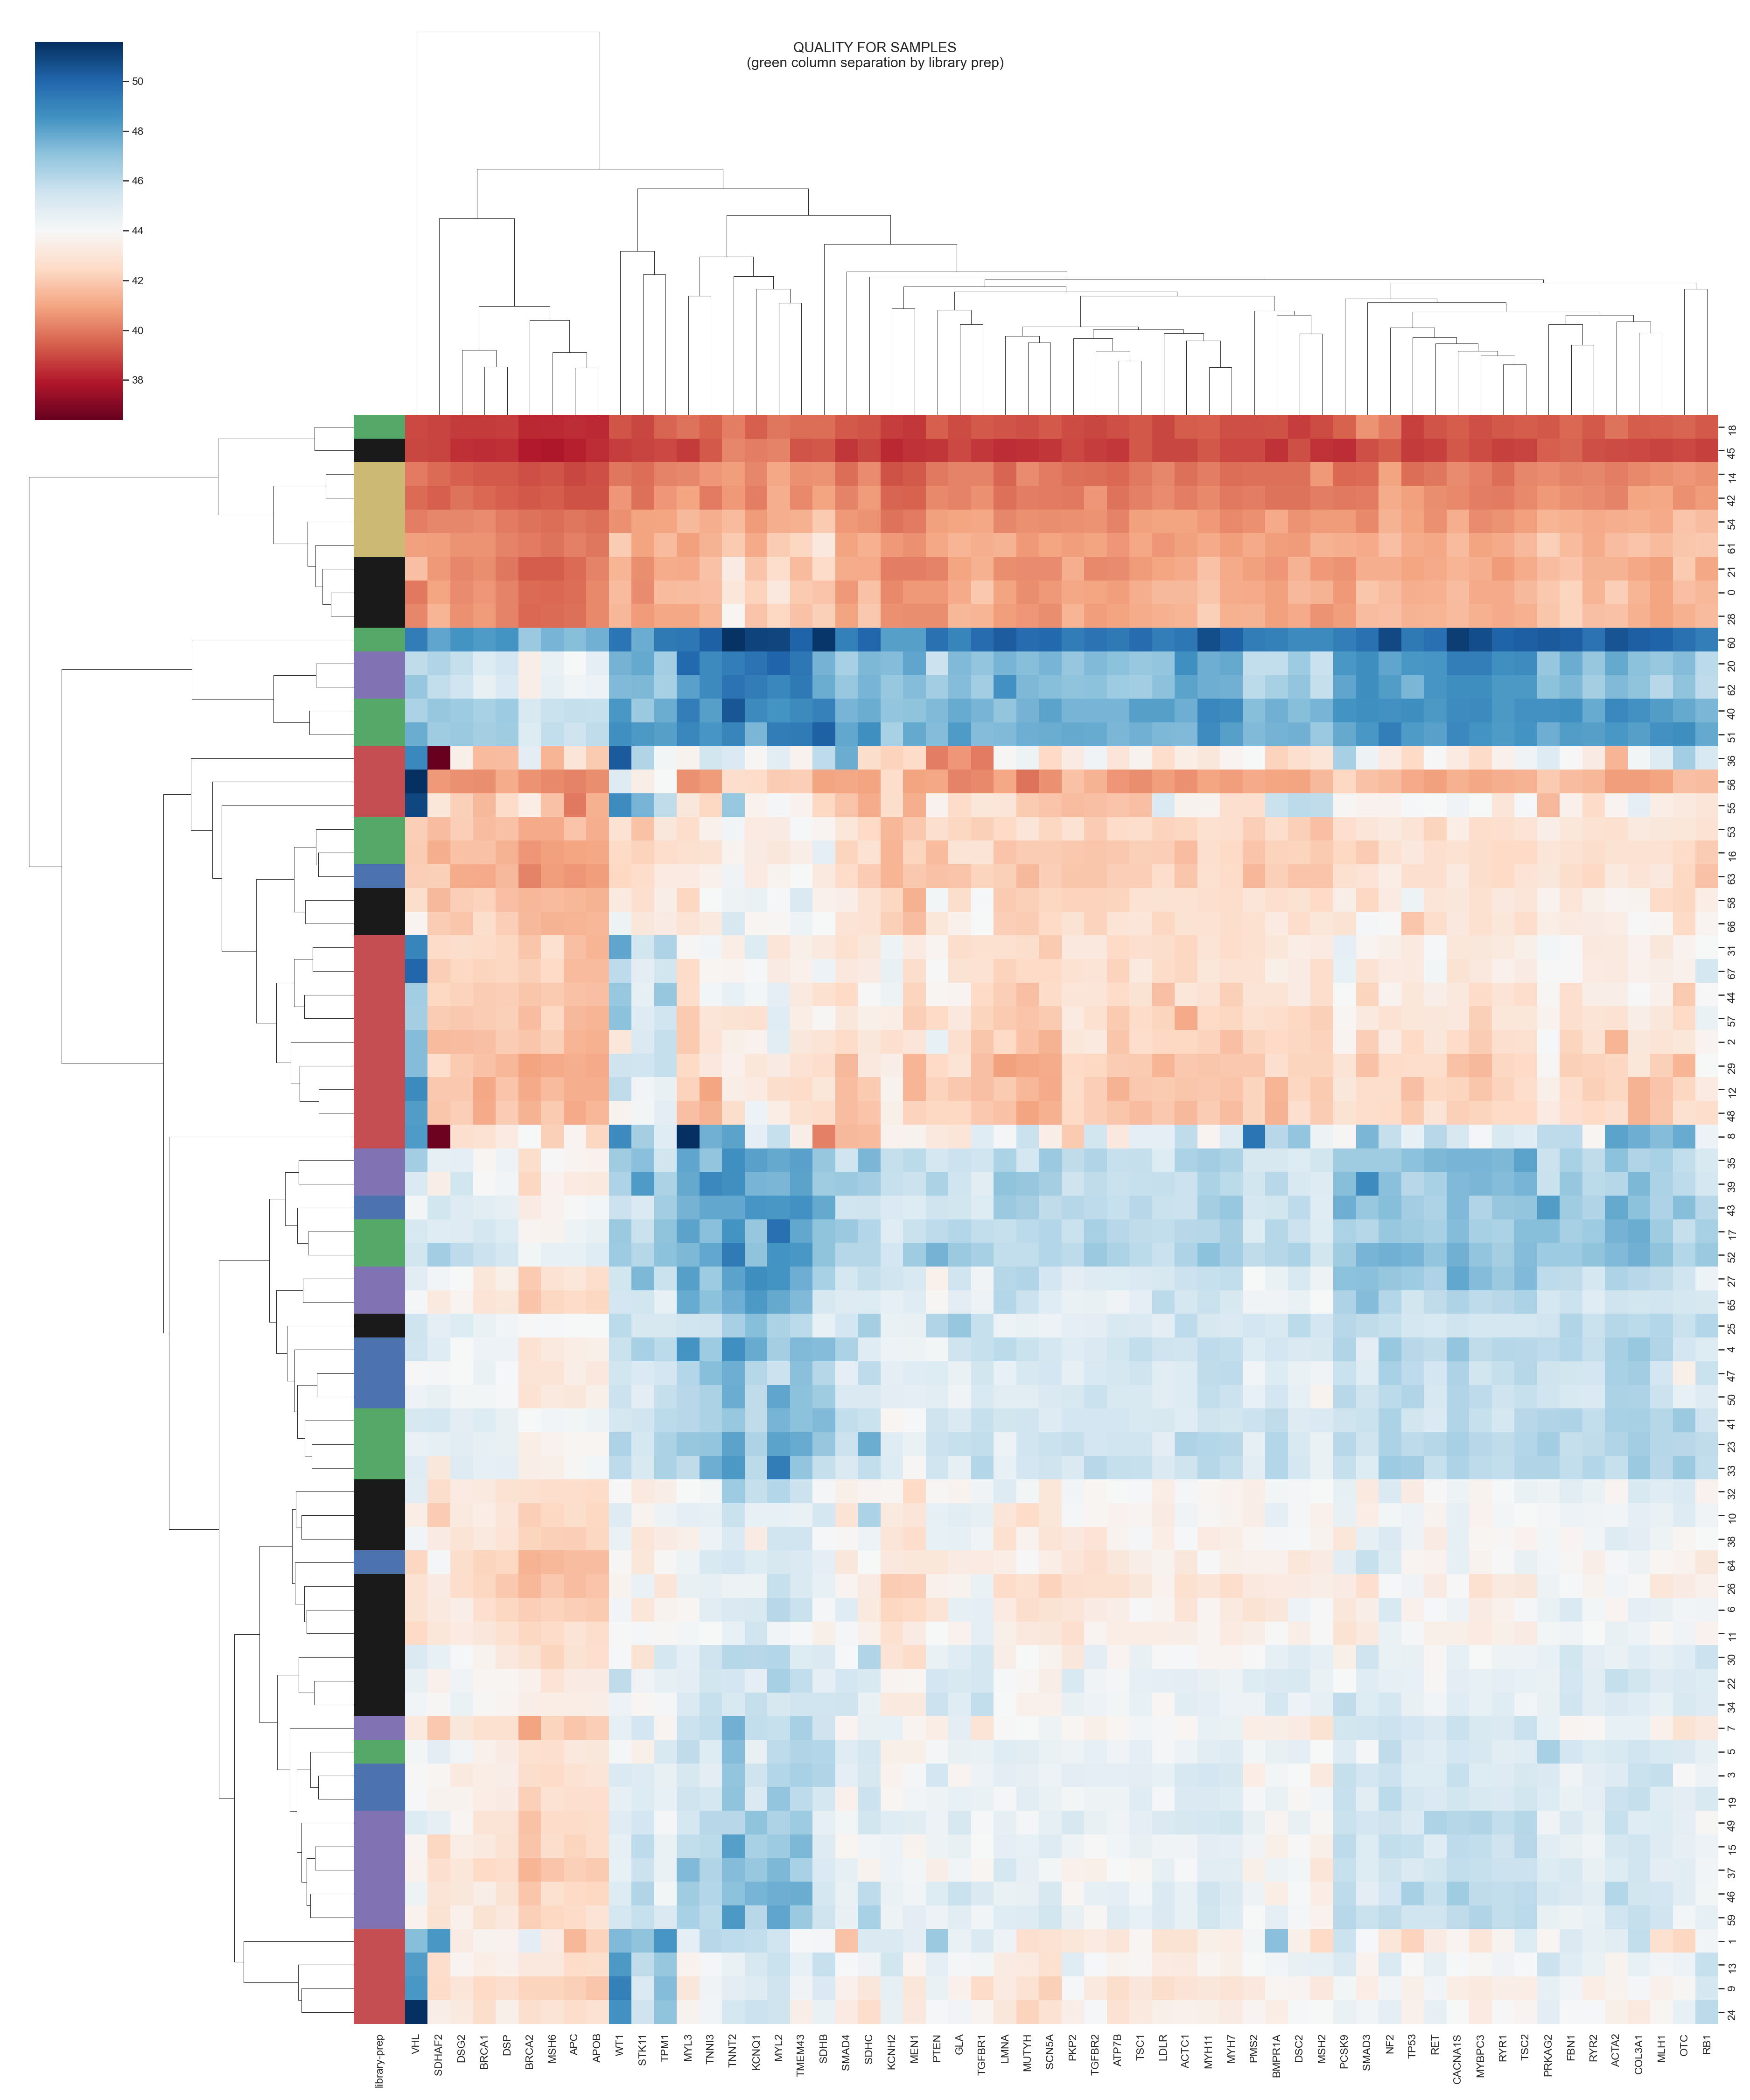 QUALITY FOR SAMPLES
(green column separation by library prep)
50
48
46
44
42
40
38
18
45
14
42
54
61
21
0
28
60
20
62
40
51
36
56
55
53
16
63
58
66
31
67
44
57
2
29
12
48
8
35
39
43
17
52
27
65
25
4
47
50
41
23
33
32
10
38
64
26
6
11
30
22
34
7
5
3
19
49
15
37
46
59
1
13
9
24
library-prep
VHL
SDHAF2
DSG2
BRCA1
DSP
BRCA2
MSH6
APC
APOB
WT1
STK11
TPM1
MYL3
TNNI3
TNNT2
KCNQ1
MYL2
TMEM43
SDHB
SMAD4
SDHC
KCNH2
MEN1
PTEN
GLA
TGFBR1
LMNA
MUTYH
SCN5A
PKP2
TGFBR2
ATP7B
TSC1
LDLR
ACTC1
MYH11
MYH7
PMS2
BMPR1A
DSC2
MSH2
PCSK9
SMAD3
NF2
TP53
RET
CACNA1S
MYBPC3
RYR1
TSC2
PRKAG2
FBN1
RYR2
ACTA2
COL3A1
MLH1
OTC
RB1